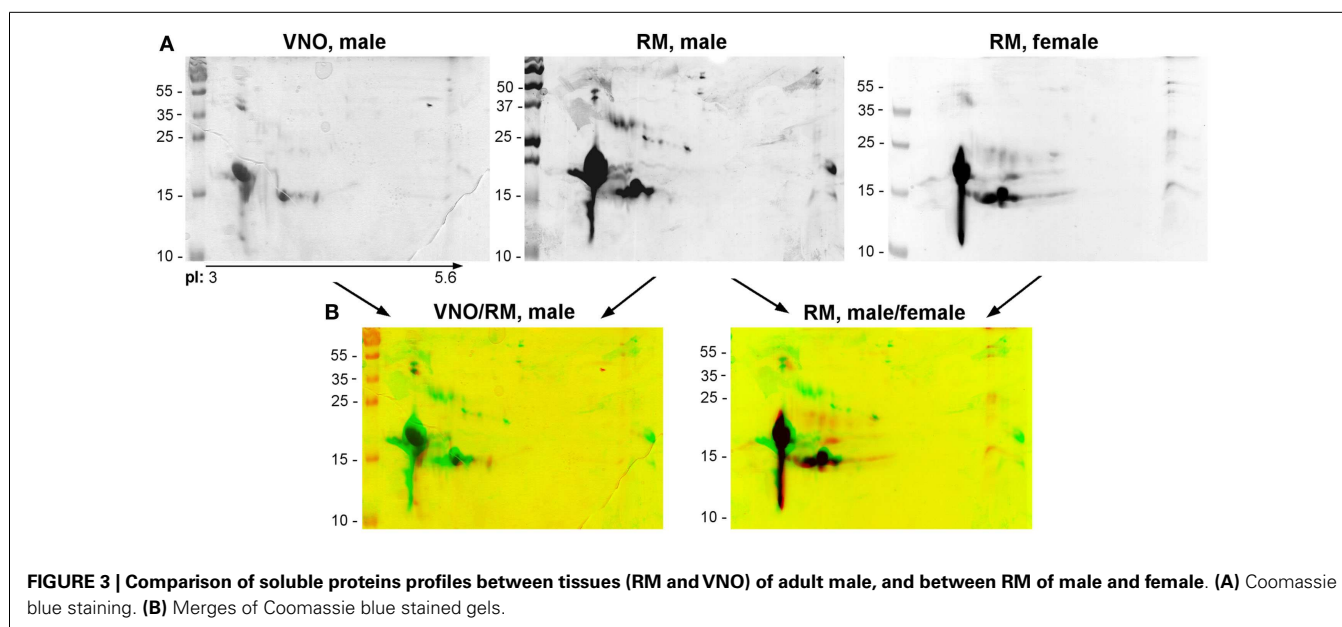 A
VNO, male
RM, male
RM, female
55 -
35 -
25 -
15 -
10 -
50 -
37 -
25 -
15 -
10 -
55 -
35 -
25 -
15 -
10 -
pI: 3
5.6
B
VNO/RM, male
RM, male/female
55 -
35 -
25 -
15 -
10 -
55 -
35 -
25 -
15 -
10 -
FIGURE 3 | Comparison of soluble proteins profiles between tissues (RM and VNO) of adult male, and between RM of male and female. (A) Coomassie
blue staining. (B) Merges of Coomassie blue stained gels.